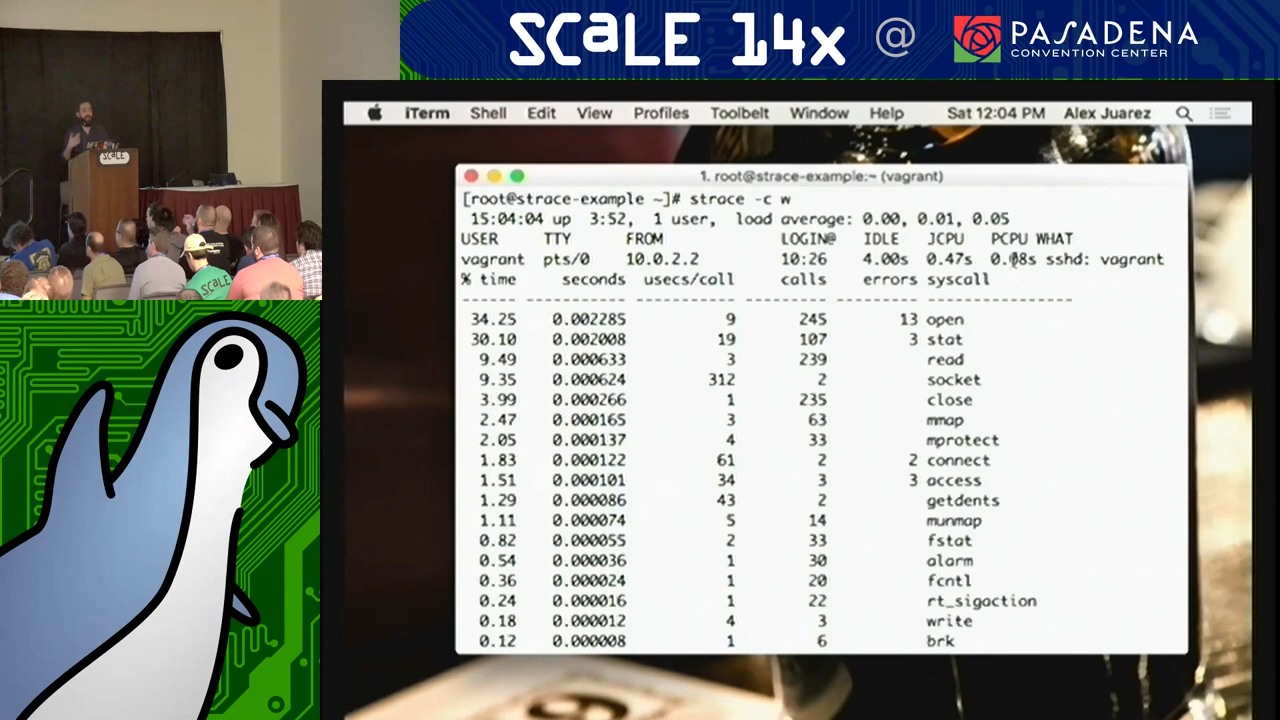 SCaLE 14x @ PASADENA
CONVENTION CENTER
SCALE
SCALE
iTerm Shell Edit View Profiles Toolbelt Window Help Sat 12:04 PM Alex Juarez
1. root@strace-example:~ (vagrant)
[root@strace-example ~]# strace -c w
15:04:04 up 3:52, 1 user, load average: 0.00, 0.01, 0.05
USER TTY FROM LOGIN@ IDLE JCPU PCPU WHAT
vagrant pts/0 10.0.2.2 10:26 4.00s 0.47s 0.08s sshd: vagrant
% time seconds usecs/call calls errors syscall
------ ----------- ----------- --------- --------- ----------------
34.25 0.002285 9 245 13 open
30.10 0.002008 19 107 3 stat
9.49 0.000633 3 239 read
9.35 0.000624 312 2 socket
3.99 0.000266 1 235 close
2.47 0.000165 3 63 mmap
2.05 0.000137 4 33 mprotect
1.83 0.000122 61 2 2 connect
1.51 0.000101 34 3 3 access
1.29 0.000086 43 2 getdents
1.11 0.000074 5 14 munmap
0.82 0.000055 2 33 fstat
0.54 0.000036 1 30 alarm
0.36 0.000024 1 20 fcntl
0.24 0.000016 1 22 rt_sigaction
0.18 0.000012 4 3 write
0.12 0.000008 1 6 brk